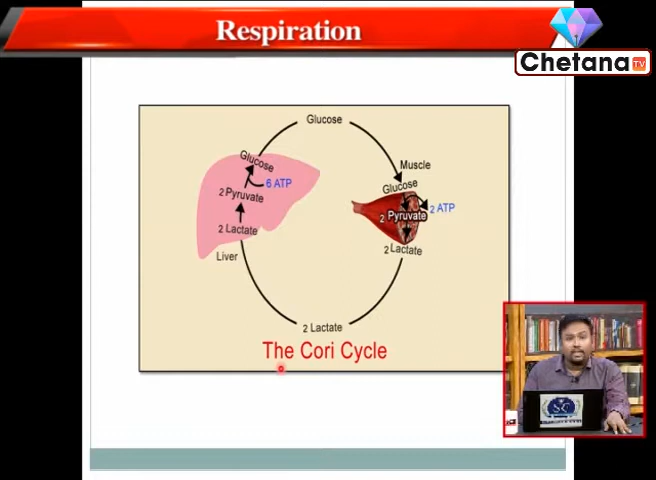 Respiration
Chetana TV
Glucose
Muscle
Glucose
Glucose
6 ATP
2 Pyruvate
2 ATP
2 Pyruvate
2 Lactate
2 Lactate
Liver
2 Lactate
The Cori Cycle